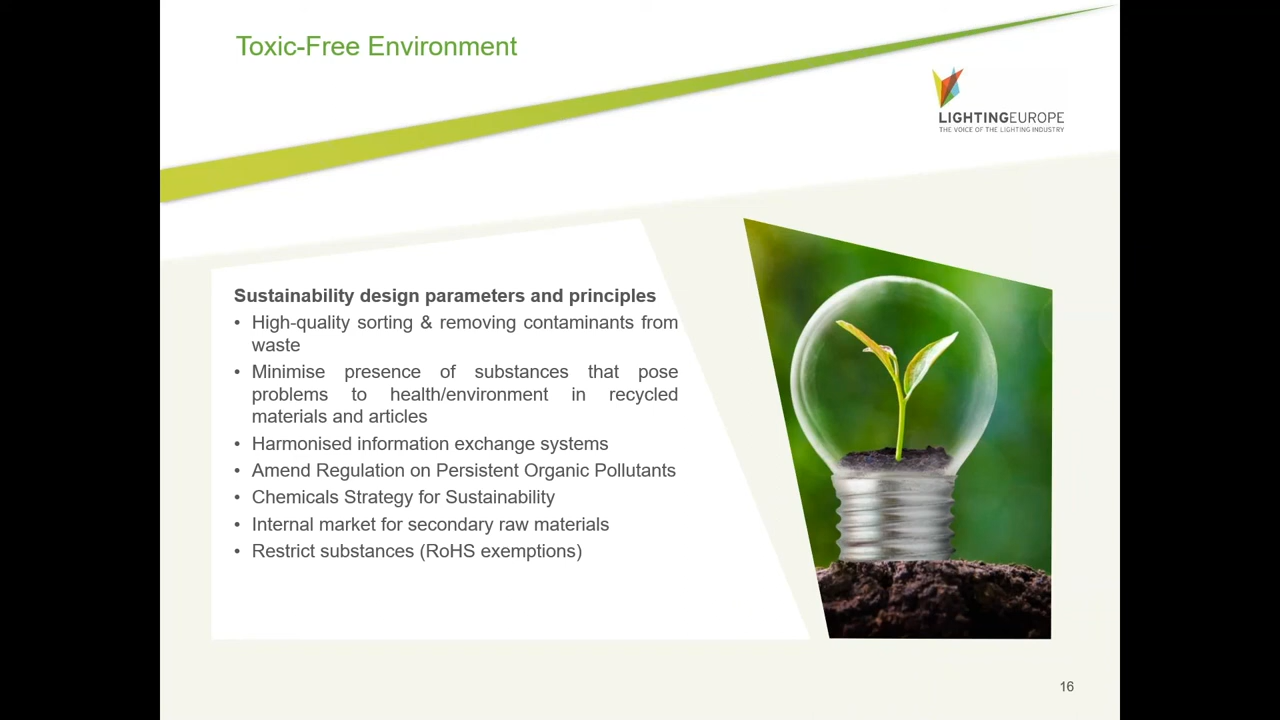 Toxic-Free Environment
LIGHTINGEUROPE
THE VOICE OF THE LIGHTING INDUSTRY
Sustainability design parameters and principles
• High-quality sorting & removing contaminants from
waste
• Minimise presence of substances that pose
problems to health/environment in recycled
materials and articles
• Harmonised information exchange systems
• Amend Regulation on Persistent Organic Pollutants
• Chemicals Strategy for Sustainability
• Internal market for secondary raw materials
• Restrict substances (RoHS exemptions)
16